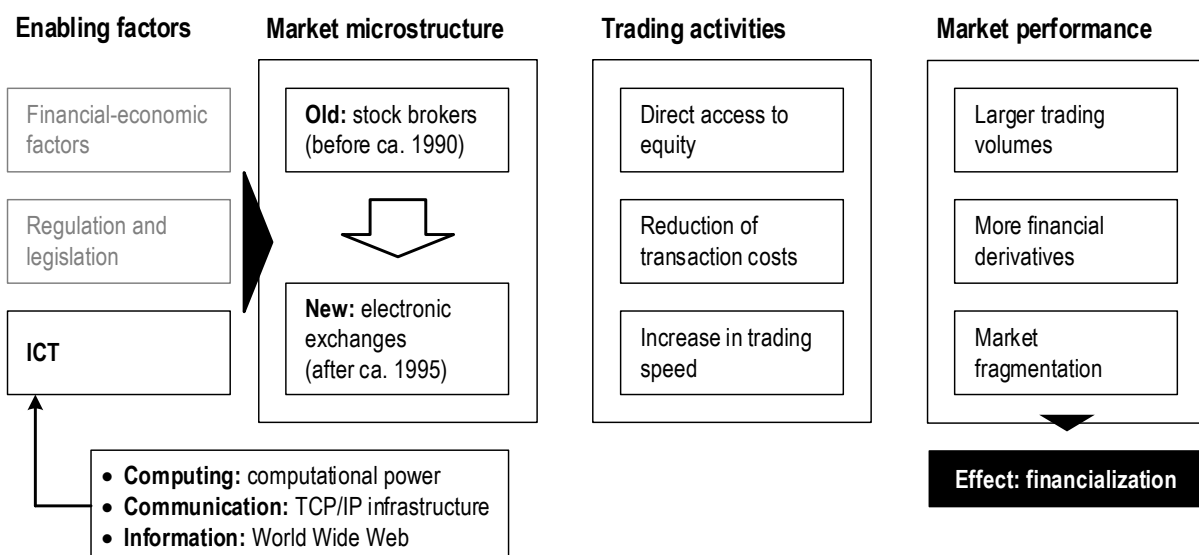 Enabling factors
Financial-economic
factors
Regulation and
legislation
ICT
Market microstructure
Old: stock brokers
(before ca. 1990)
New: electronic
exchanges
(after ca. 1995)
• Computing: computational power
• Communication: TCP/IP infrastructure
• Information: World Wide Web
Trading activities
Direct access to
equity
Reduction of
transaction costs
Increase in trading
speed
Market performance
Larger trading
volumes
More financial
derivatives
Market
fragmentation
Effect: financialization